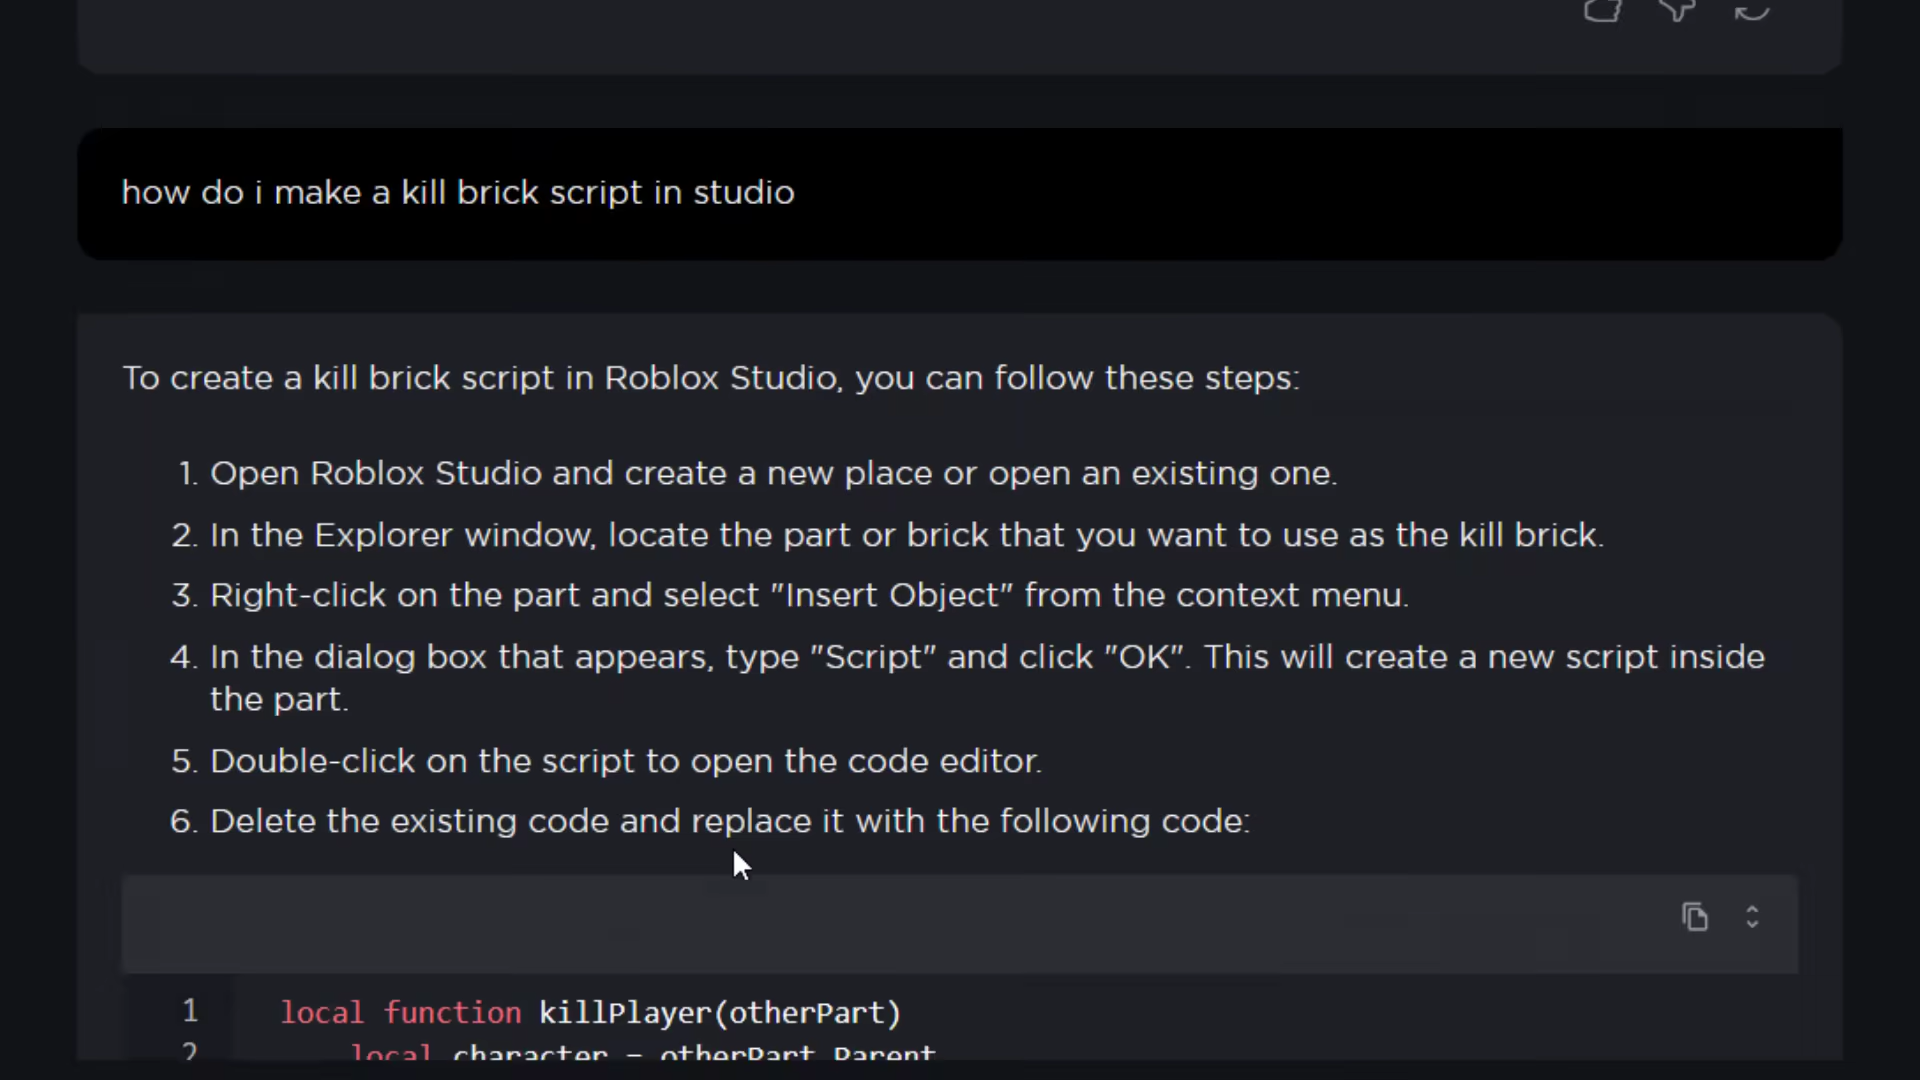 how do i make a kill brick script in studio
To create a kill brick script in Roblox Studio, you can follow these steps:
1. Open Roblox Studio and create a new place or open an existing one.
2. In the Explorer window, locate the part or brick that you want to use as the kill brick.
3. Right-click on the part and select "Insert Object" from the context menu.
4. In the dialog box that appears, type "Script" and click "OK". This will create a new script inside
the part.
5. Double-click on the script to open the code editor.
6. Delete the existing code and replace it with the following code:
1 local function killPlayer(otherPart)
2 local character = otherPart.Parent